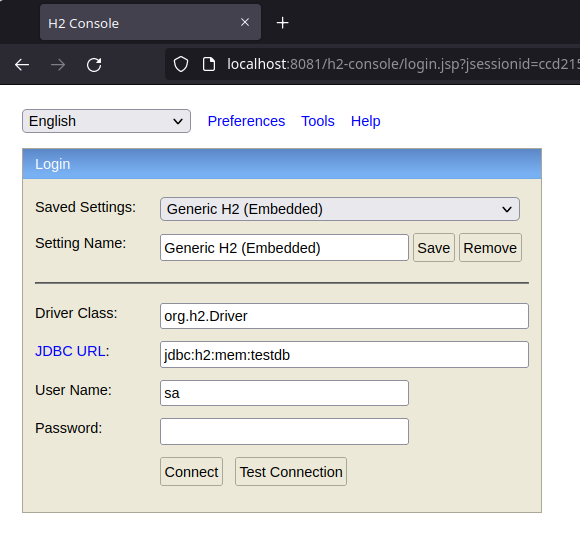 H2 Console
localhost:8081/h2-console/login.jsp?jsessionid=ccd215
English Preferences Tools Help
Login
Saved Settings: Generic H2 (Embedded)
Setting Name: Generic H2 (Embedded) Save Remove
Driver Class: org.h2.Driver
JDBC URL: jdbc:h2:mem:testdb
User Name: sa
Password:
Connect Test Connection